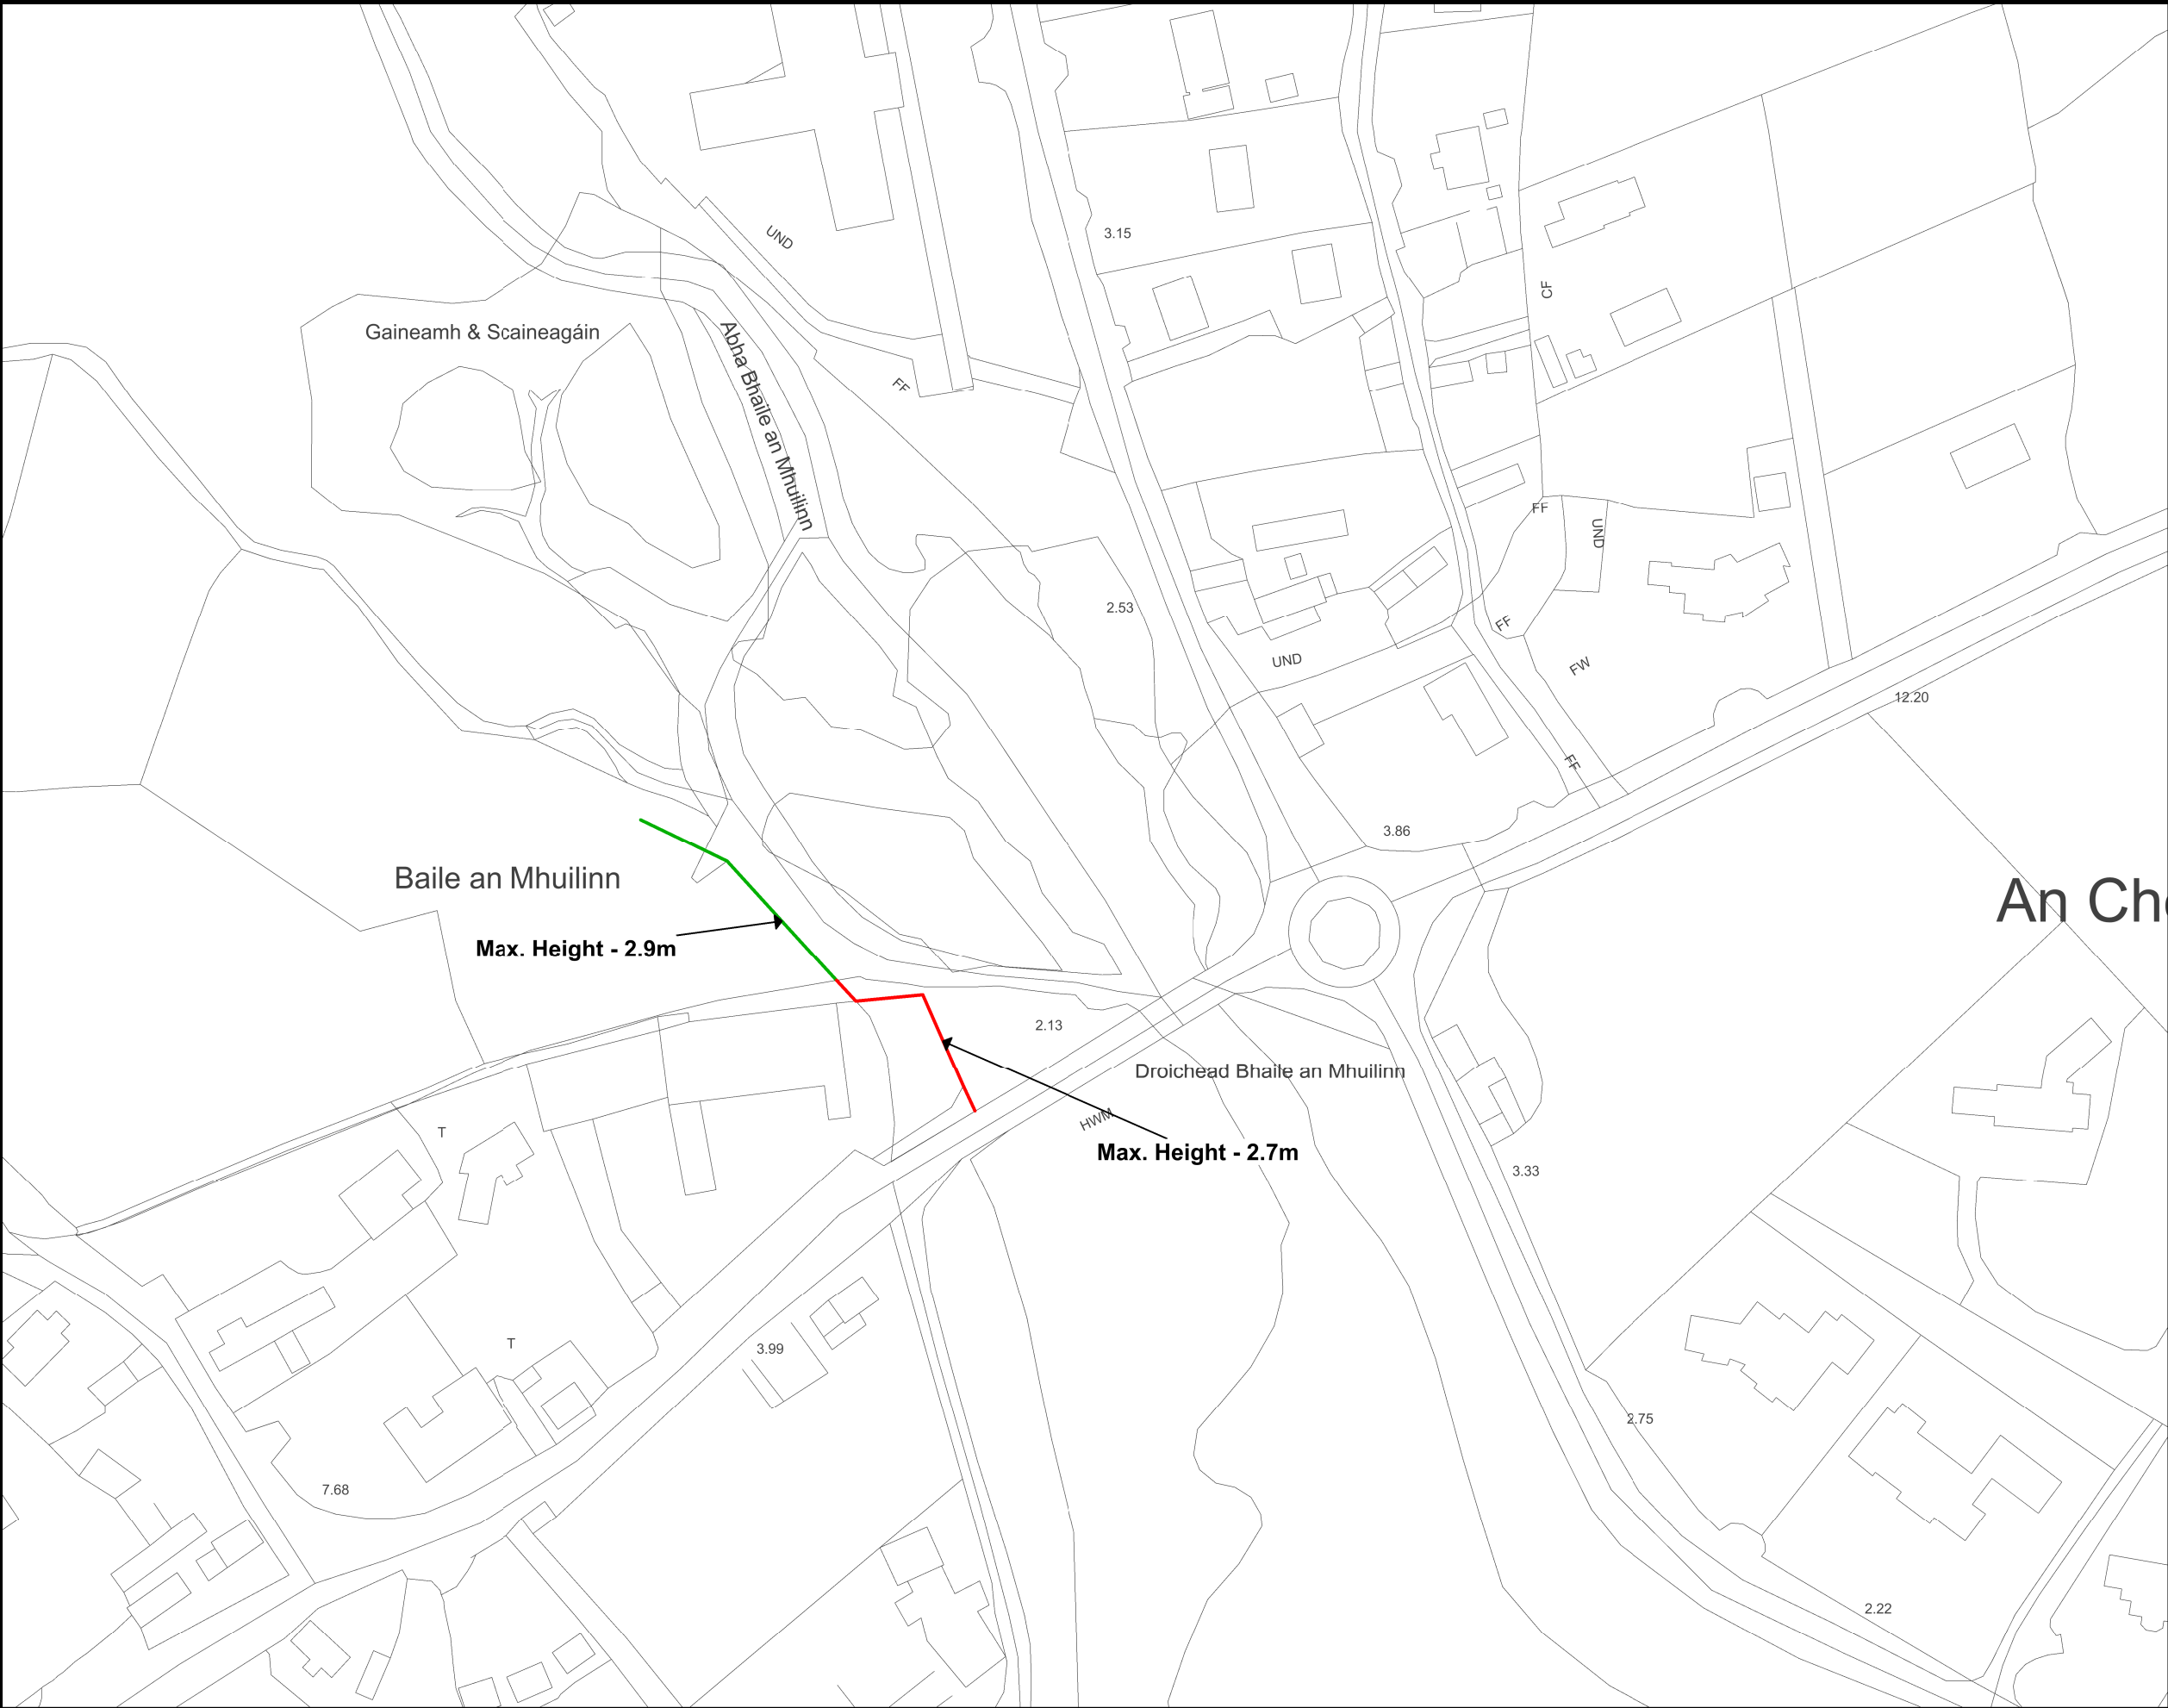 UND
3.15
CF
Gaineamh & Scaineagáin
Abha Bhaile an Mhuilinn
FF
FF
UND
2.53
FF
UND
FW
12.20
FF
3.86
Baile an Mhuilinn
An Ch
Max. Height - 2.9m
2.13
Droichead Bhaile an Mhuilinn
HWM
T
Max. Height - 2.7m
3.33
T
3.99
2.75
7.68
2.22